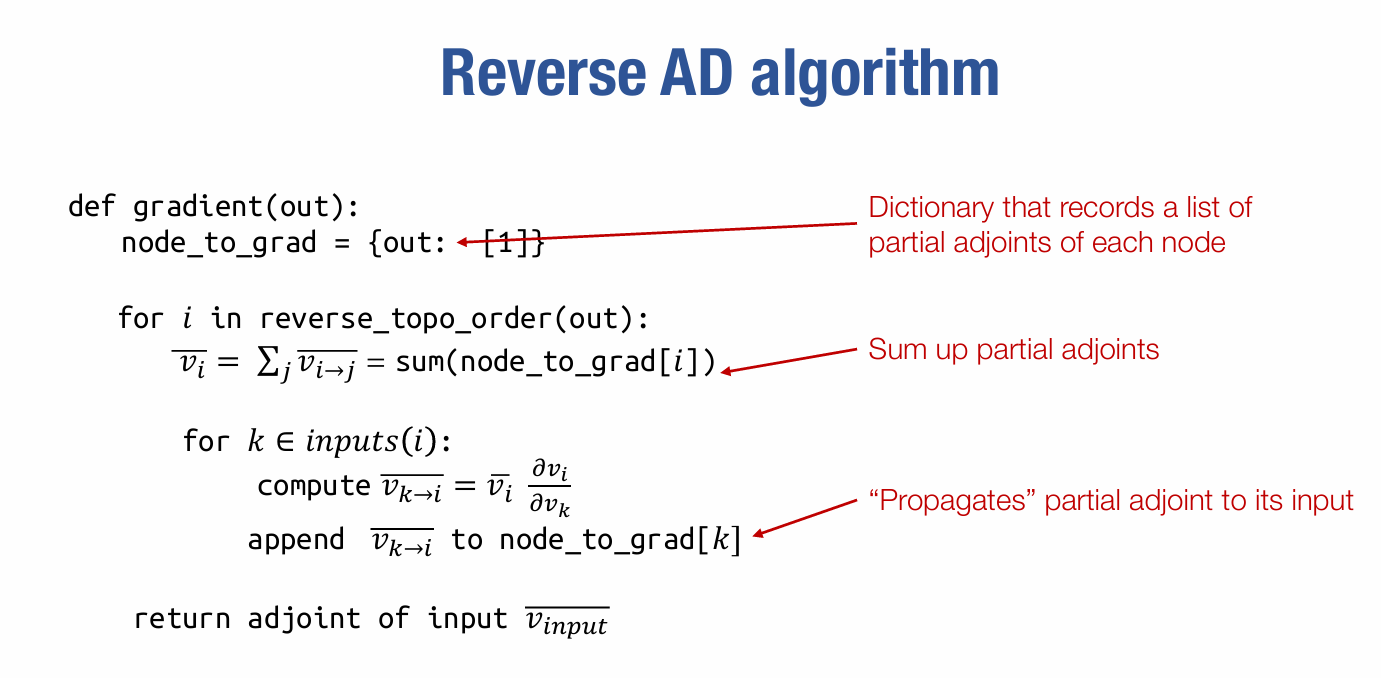 Reverse AD algorithm
def gradient(out):
node_to_grad = {out: [1]}
Dictionary that records a list of
partial adjoints of each node
for 𝑖 in reverse_topo_order(out):
$\overline{v_i} = \sum_j \overline{v_{i \to j}}$ = sum(node_to_grad[𝑖])
Sum up partial adjoints
for 𝑘 ∈ 𝑖𝑛𝑝𝑢𝑡𝑠(𝑖):
compute $\overline{v_{k \to i}} = \overline{v}_i \frac{\partial v_i}{\partial v_k}$
append $\overline{v_{k \to i}}$ to node_to_grad[𝑘]
“Propagates” partial adjoint to its input
return adjoint of input $\overline{v_{input}}$